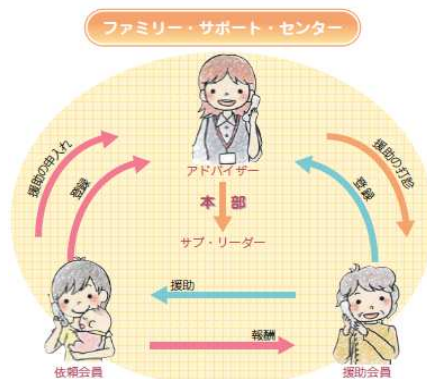 ファミリー・サポート・センター
援助の申入れ
登録
アドバイザー
本部
サブ・リーダー
援助の打診
登録
援助
報酬
依頼会員
援助会員